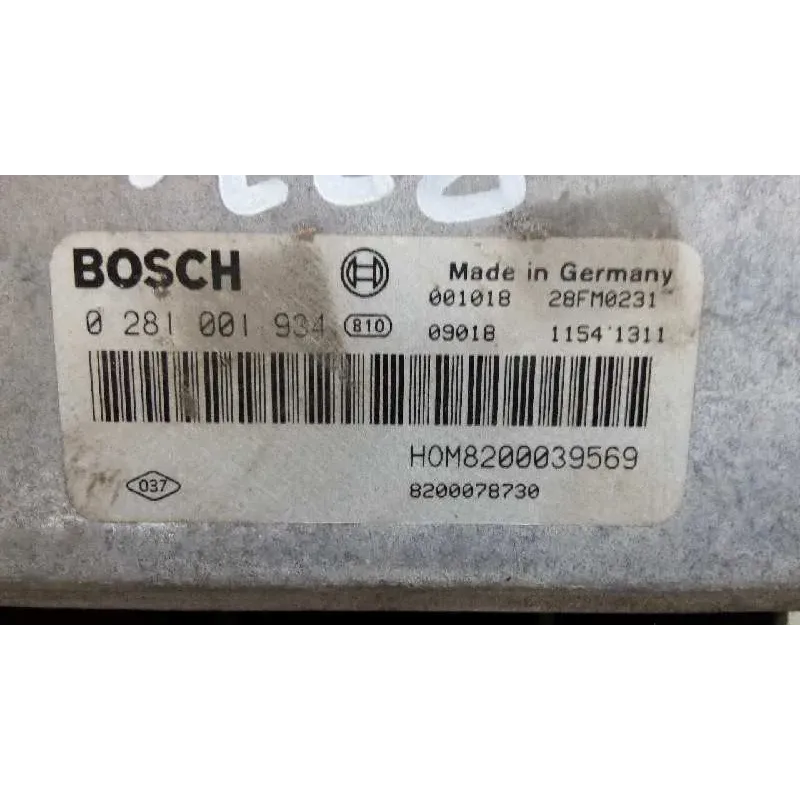 BOSCH
Made in Germany
001018 28FM0231
0 281 001 934 810
09018 1154 1311
HOM8200039569
037
8200078730